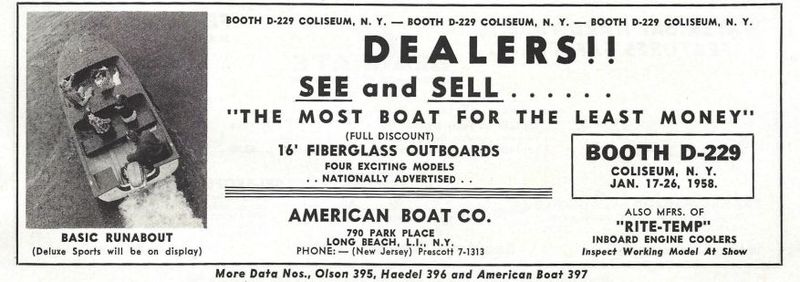 BOOTH D-229 COLISEUM, N. Y. — BOOTH D-229 COLISEUM, N. Y. — BOOTH D-229 COLISEUM, N. Y.
DEALERS!!
SEE and SELL . . . . . .
"THE MOST BOAT FOR THE LEAST MONEY"
(FULL DISCOUNT)
16' FIBERGLASS OUTBOARDS
FOUR EXCITING MODELS
. . NATIONALLY ADVERTISED . .
BOOTH D-229
COLISEUM, N. Y.
JAN. 17-26, 1958.
AMERICAN BOAT CO.
790 PARK PLACE
LONG BEACH, L.I., N.Y.
PHONE: — (New Jersey) Prescott 7-1313
ALSO MFRS. OF
"RITE-TEMP"
INBOARD ENGINE COOLERS
Inspect Working Model At Show
BASIC RUNABOUT
(Deluxe Sports will be on display)
More Data Nos., Olson 395, Haedel 396 and American Boat 397